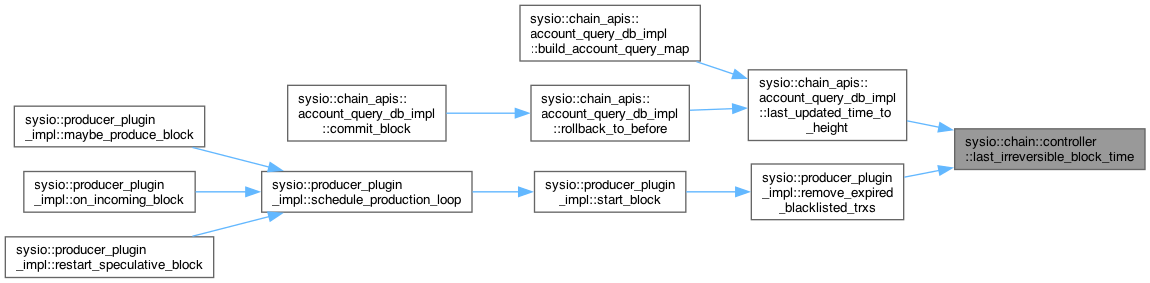 sysio::chain_apis::
account_query_db_impl
::build_account_query_map
sysio::chain_apis::
account_query_db_impl
::last_updated_time_to
_height
sysio::chain_apis::
account_query_db_impl
::commit_block
sysio::chain_apis::
account_query_db_impl
::rollback_to_before
sysio::producer_plugin
_impl::maybe_produce_block
sysio::chain::controller
::last_irreversible_block_time
sysio::producer_plugin
_impl::on_incoming_block
sysio::producer_plugin
_impl::schedule_production_loop
sysio::producer_plugin
_impl::start_block
sysio::producer_plugin
_impl::remove_expired
_blacklisted_trxs
sysio::producer_plugin
_impl::restart_speculative_block